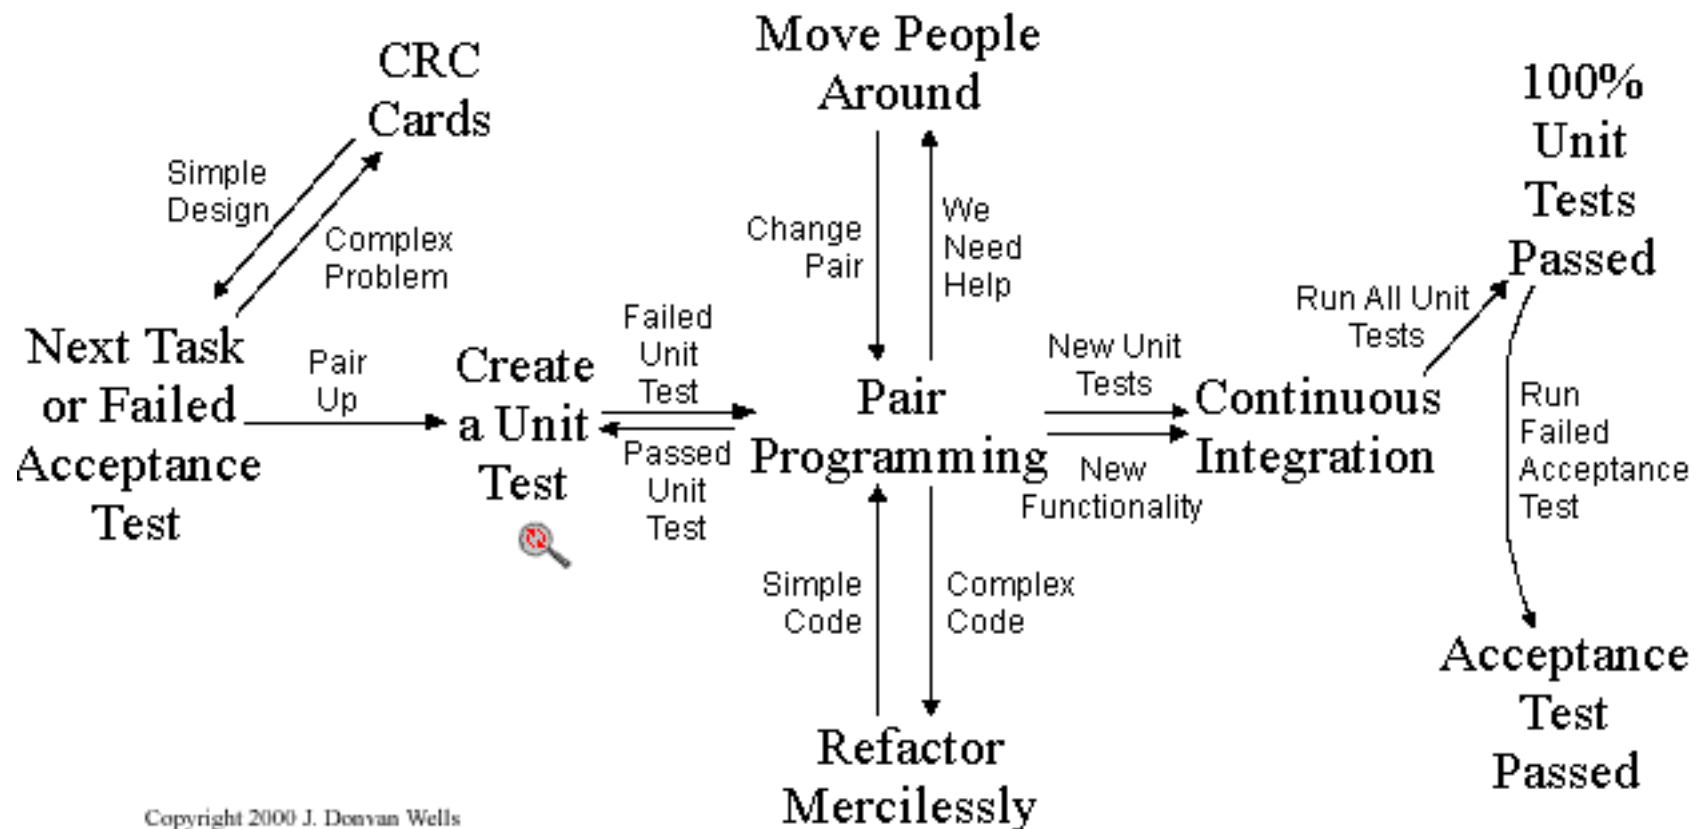 CRC
Cards
Simple
Design
Complex
Problem
Next Task
or Failed
Acceptance
Test
Pair
Up
Create
a Unit
Test
Failed
Unit
Test
Passed
Unit
Test
Move People
Around
Change
Pair
We
Need
Help
Pair
Programming
Simple
Code
Complex
Code
Refactor
Mercilessly
New Unit
Tests
New
Functionality
Continuous
Integration
Run All Unit
Tests
100%
Unit
Tests
Passed
Run
Failed
Acceptance
Test
Acceptance
Test
Passed
Copyright 2000 J. Donvan Wells